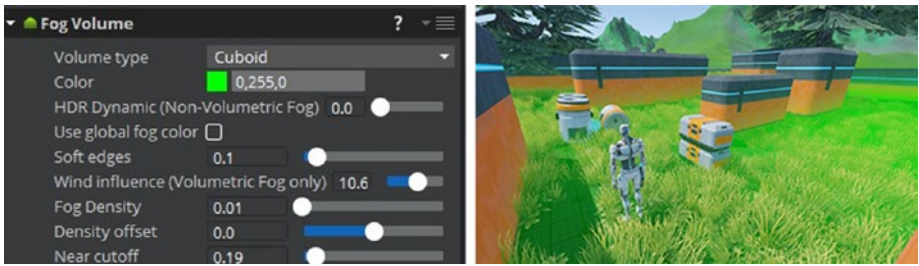 Fog Volume ?
Volume type Cuboid
Color 0,255,0
HDR Dynamic (Non-Volumetric Fog) 0.0
Use global fog color
Soft edges 0.1
Wind influence (Volumetric Fog only) 10.6
Fog Density 0.01
Density offset 0.0
Near cutoff 0.19